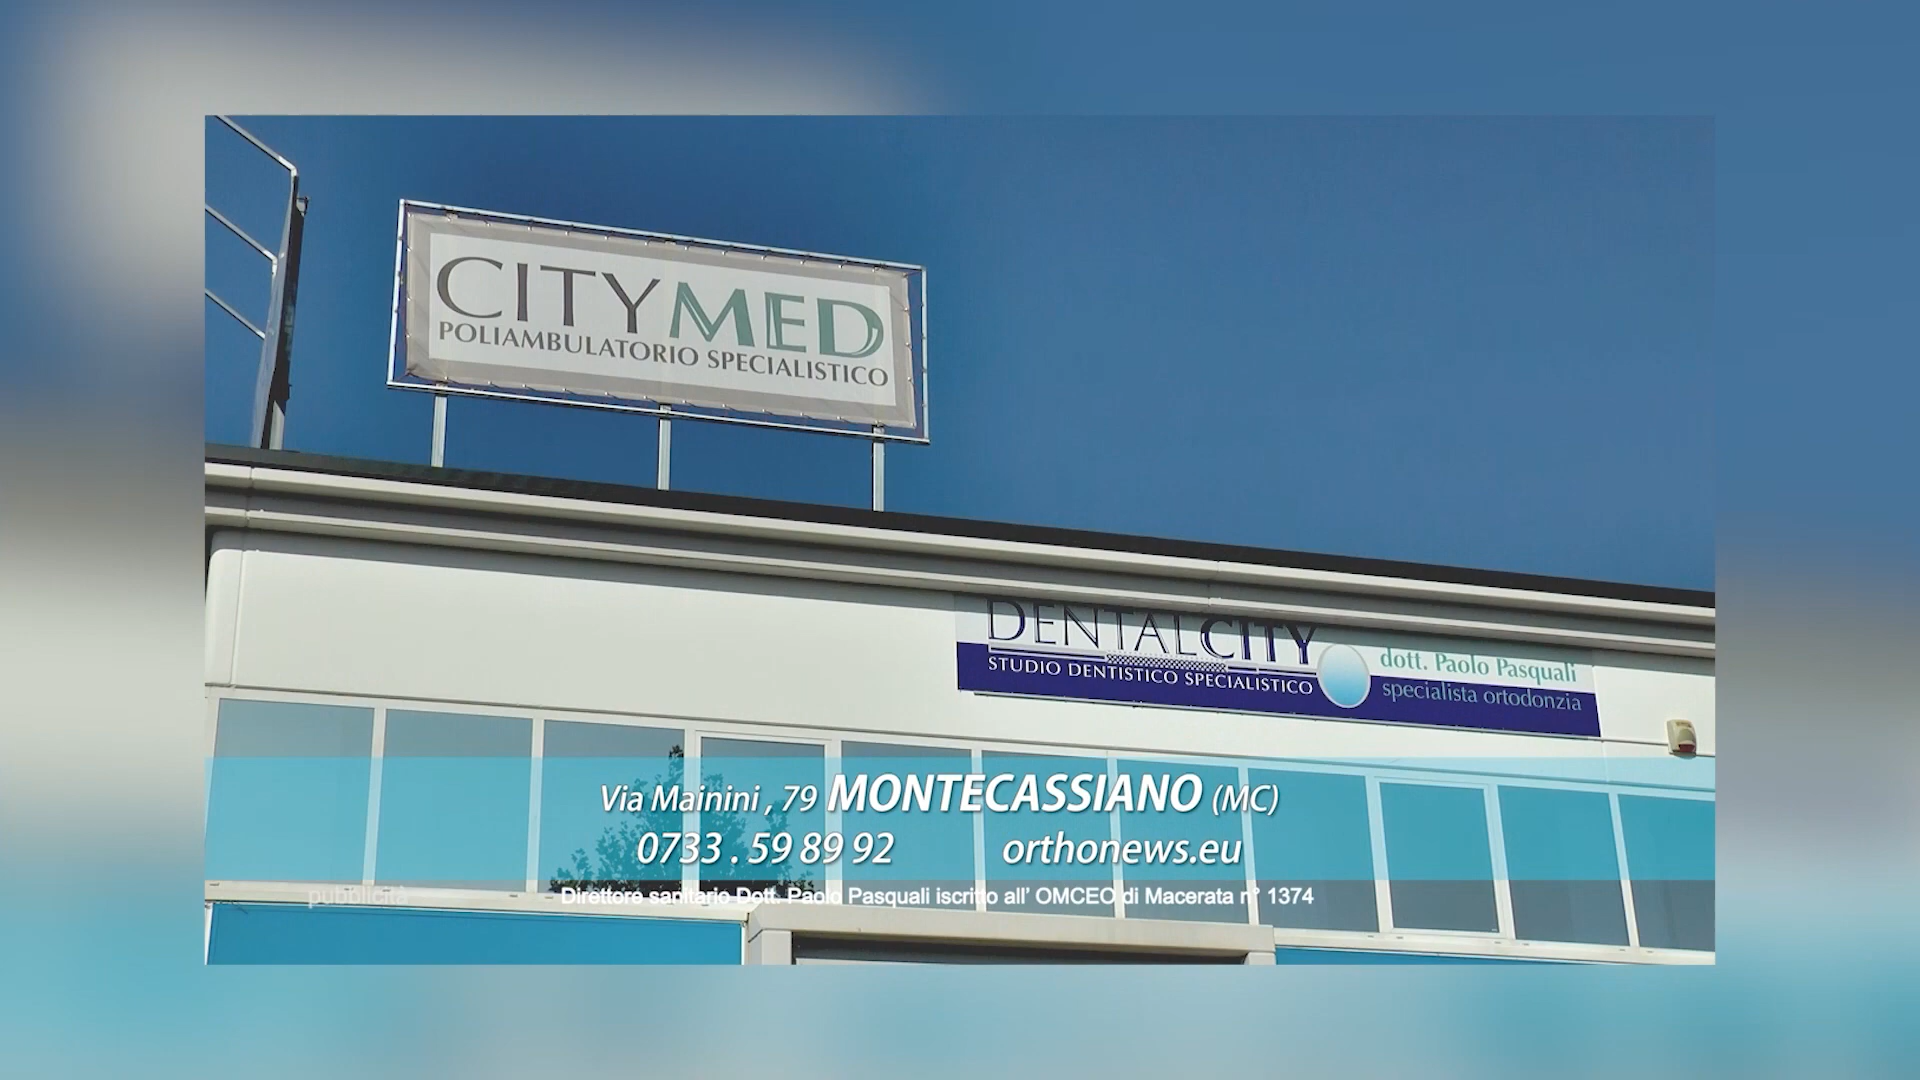 CITYMED
POLIAMBULATORIO SPECIALISTICO
DENTALCITY
STUDIO DENTISTICO SPECIALISTICO
dott. Paolo Pasquali
specialista ortodonzia
Via Mainini , 79 MONTECASSIANO (MC)
0733 . 59 89 92 orthonews.eu
pubblicità
Direttore sanitario Dott. Paolo Pasquali iscritto all’ OMCEO di Macerata n° 1374